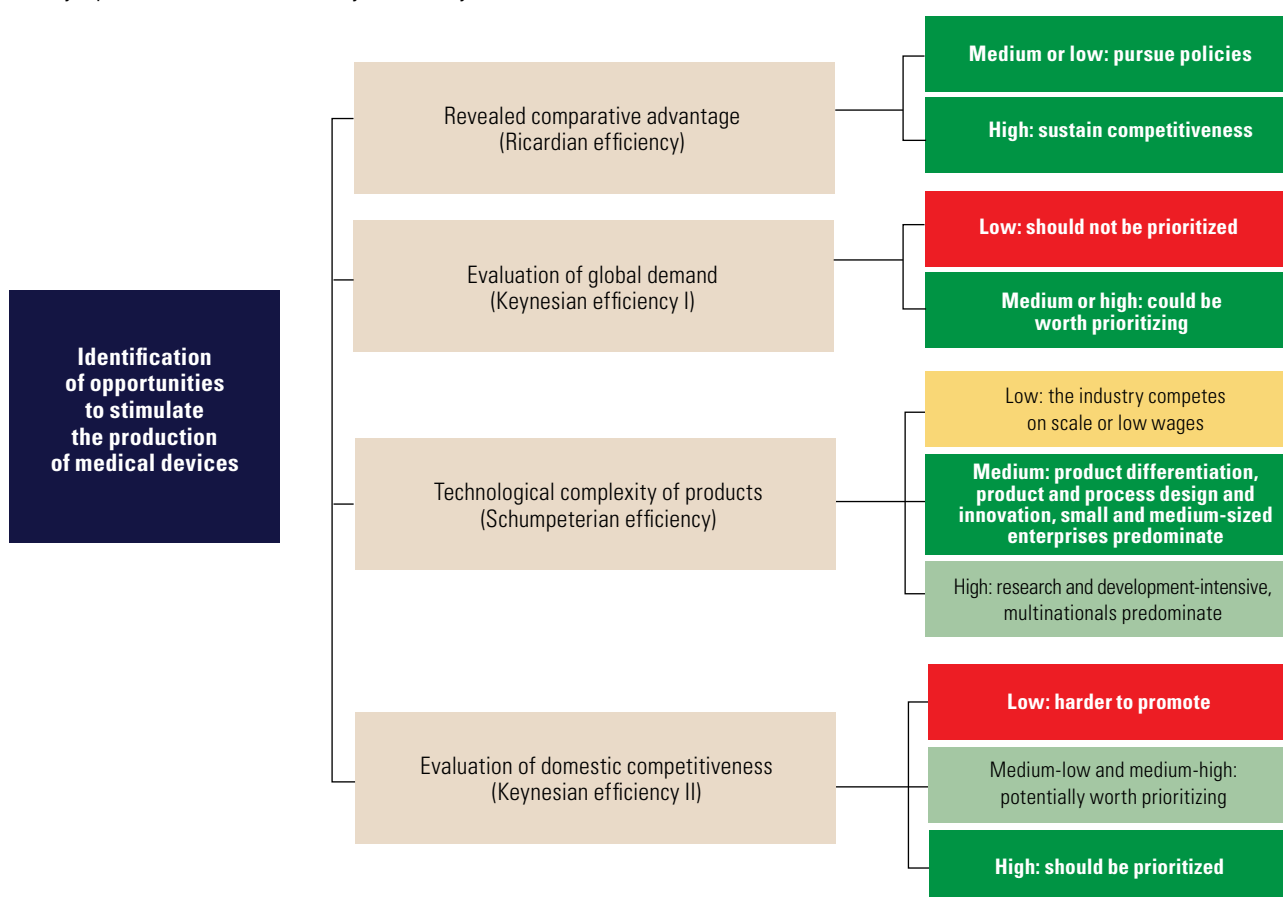 Identification
of opportunities
to stimulate
the production
of medical devices
Revealed comparative advantage
(Ricardian efficiency)
Medium or low: pursue policies
High: sustain competitiveness
Evaluation of global demand
(Keynesian efficiency I)
Low: should not be prioritized
Medium or high: could be
worth prioritizing
Technological complexity of products
(Schumpeterian efficiency)
Low: the industry competes
on scale or low wages
Medium: product differentiation,
product and process design and
innovation, small and medium-sized
enterprises predominate
High: research and development-intensive,
multinationals predominate
Evaluation of domestic competitiveness
(Keynesian efficiency II)
Low: harder to promote
Medium-low and medium-high:
potentially worth prioritizing
High: should be prioritized